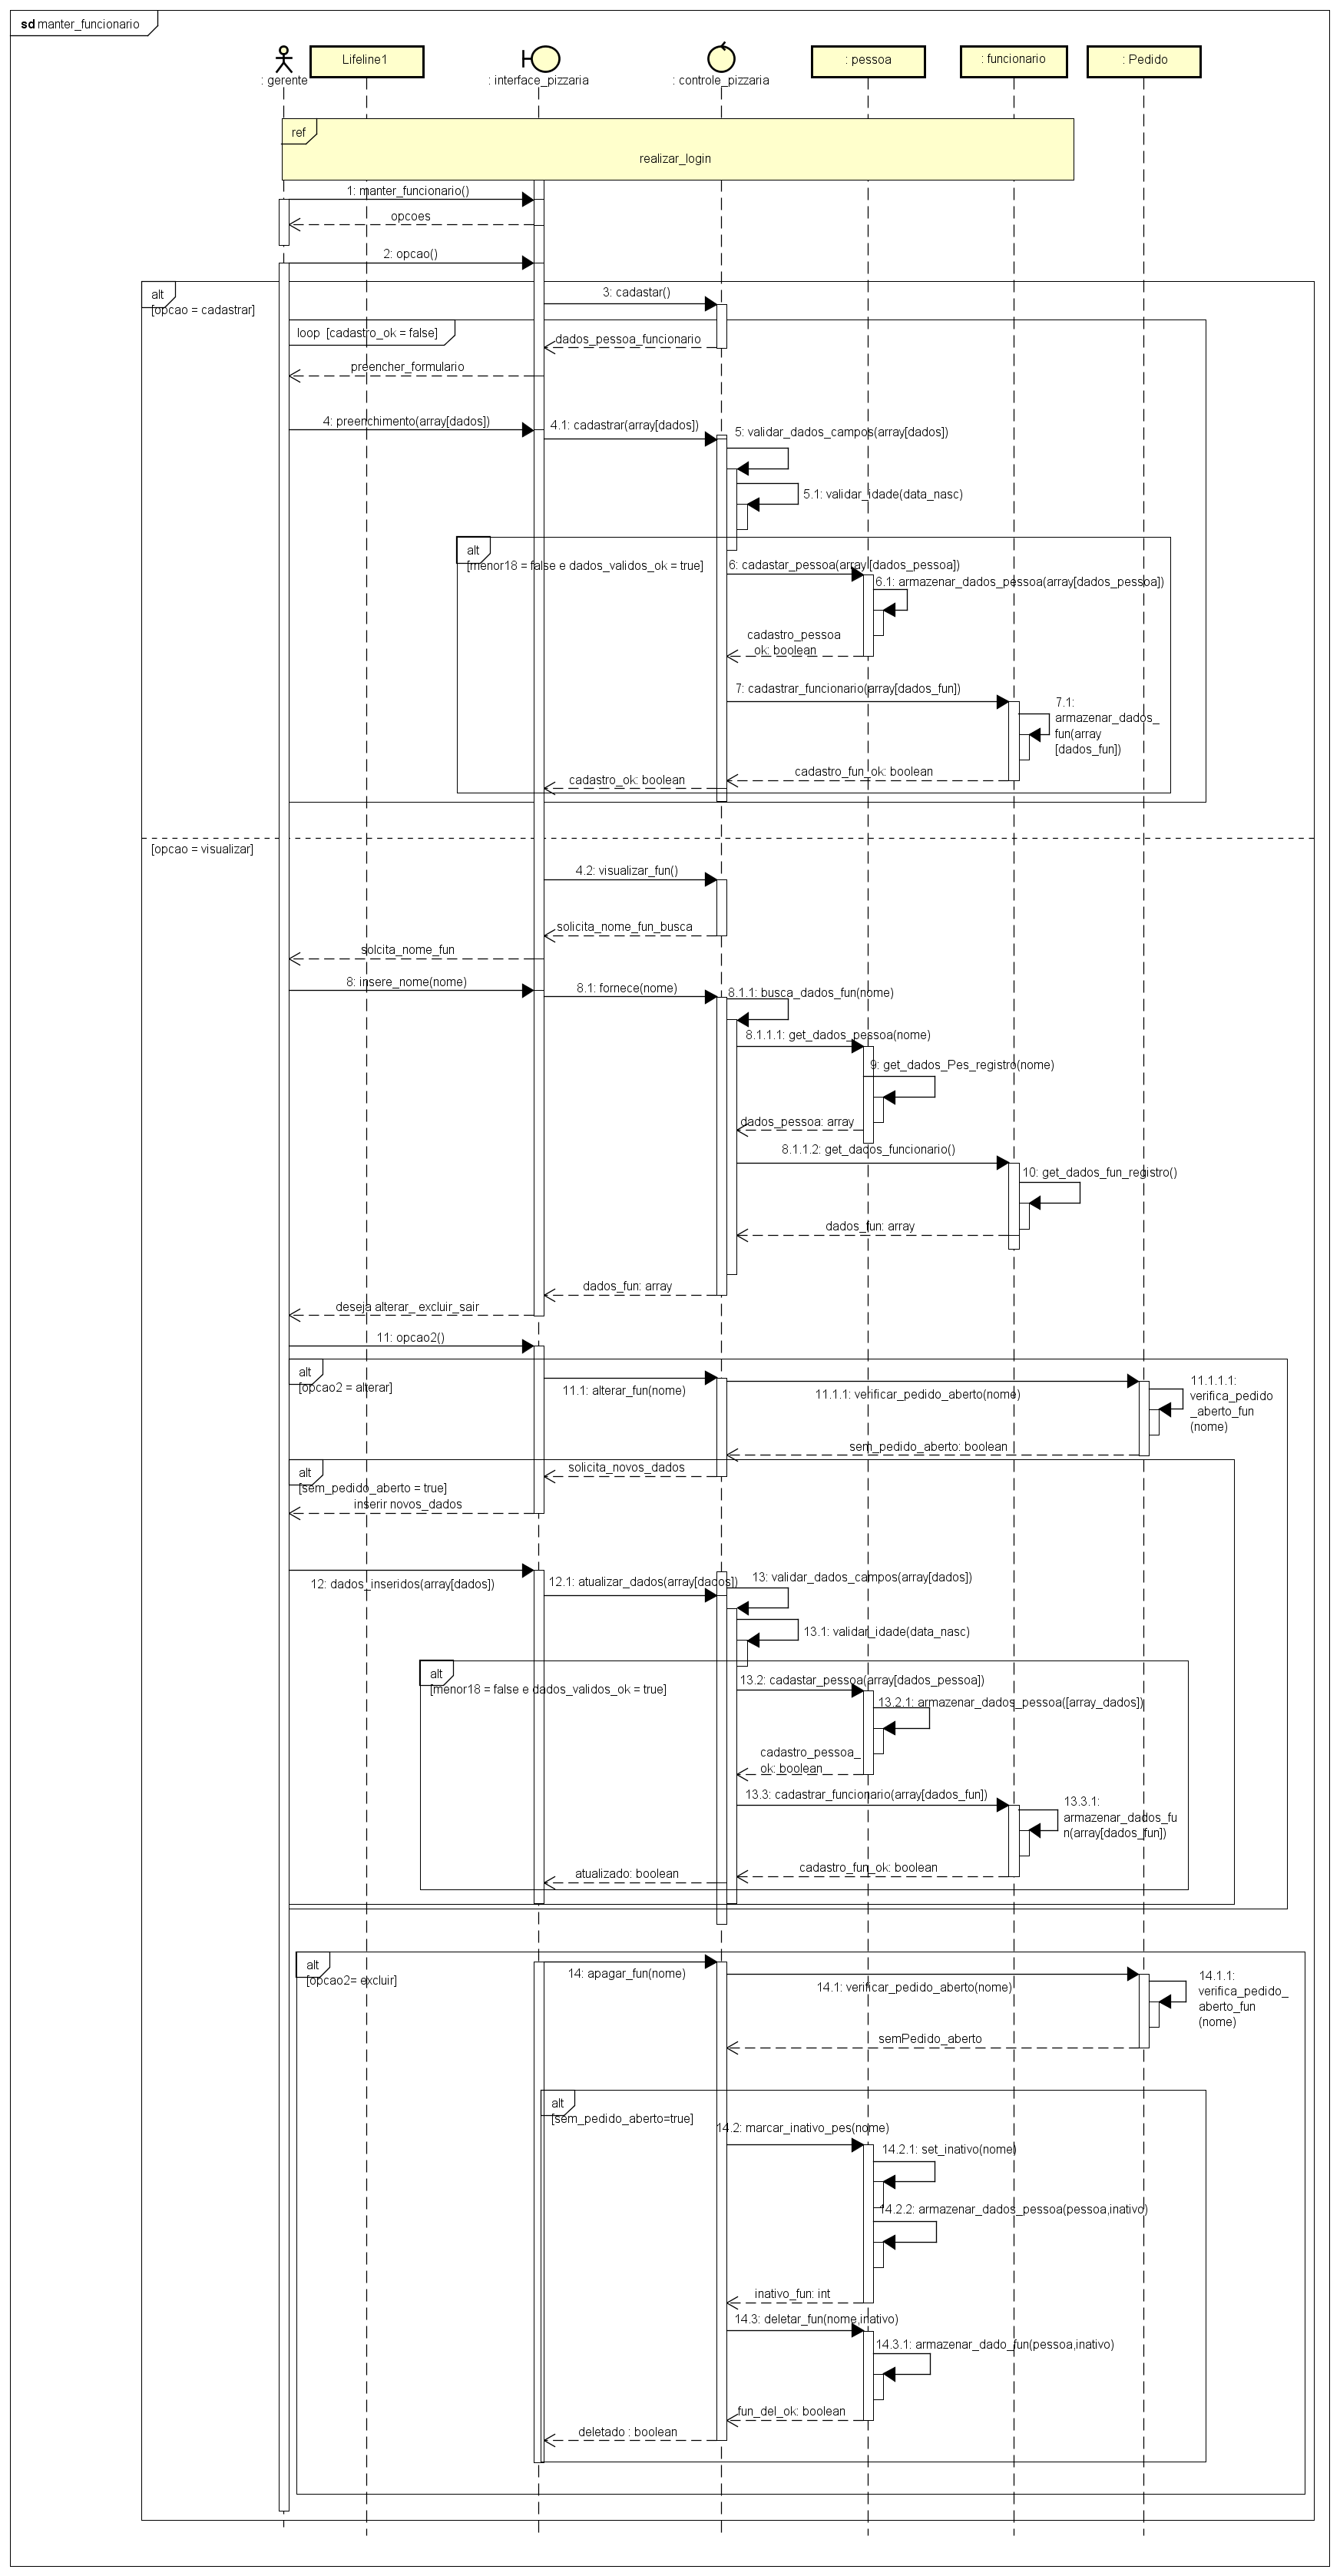 sd manter_funcionario
: gerente
Lifeline1
: interface_pizzaria
: controle_pizzaria
: pessoa
: funcionario
: Pedido
ref
realizar_login
1: manter_funcionario()
opcoes
2: opcao()
alt
[opcao = cadastrar]
3: cadastar()
loop [cadastro_ok = false]
dados_pessoa_funcionario
preencher_formulario
4: preenchimento(array[dados])
4.1: cadastrar(array[dados])
5: validar_dados_campos(array[dados])
5.1: validar_idade(data_nasc)
alt
[menor18 = false e dados_validos_ok = true]
6: cadastar_pessoa(array[dados_pessoa])
6.1: armazenar_dados_pessoa(array[dados_pessoa])
cadastro_pessoa
ok: boolean
7: cadastrar_funcionario(array[dados_fun])
7.1:
armazenar_dados_
fun(array
[dados_fun])
cadastro_fun_ok: boolean
cadastro_ok: boolean
[opcao = visualizar]
4.2: visualizar_fun()
solicita_nome_fun_busca
solcita_nome_fun
8: insere_nome(nome)
8.1: fornece(nome)
8.1.1: busca_dados_fun(nome)
8.1.1.1: get_dados_pessoa(nome)
9: get_dados_Pes_registro(nome)
dados_pessoa: array
8.1.1.2: get_dados_funcionario()
10: get_dados_fun_registro()
dados_fun: array
dados_fun: array
deseja alterar_ excluir_sair
11: opcao2()
alt
[opcao2 = alterar]
11.1: alterar_fun(nome)
11.1.1: verificar_pedido_aberto(nome)
11.1.1.1:
verifica_pedido
_aberto_fun
(nome)
sem_pedido_aberto: boolean
alt
[sem_pedido_aberto = true]
solicita_novos_dados
inserir novos_dados
12: dados_inseridos(array[dados])
12.1: atualizar_dados(array[dados])
13: validar_dados_campos(array[dados])
13.1: validar_idade(data_nasc)
alt
[menor18 = false e dados_validos_ok = true]
13.2: cadastar_pessoa(array[dados_pessoa])
13.2.1: armazenar_dados_pessoa([array_dados])
cadastro_pessoa_
ok: boolean
13.3: cadastrar_funcionario(array[dados_fun])
13.3.1:
armazenar_dados_fu
n(array[dados_fun])
cadastro_fun_ok: boolean
atualizado: boolean
alt
[opcao2= excluir]
14: apagar_fun(nome)
14.1: verificar_pedido_aberto(nome)
14.1.1:
verifica_pedido_
aberto_fun
(nome)
semPedido_aberto
alt
[sem_pedido_aberto=true]
14.2: marcar_inativo_pes(nome)
14.2.1: set_inativo(nome)
14.2.2: armazenar_dados_pessoa(pessoa,inativo)
inativo_fun: int
14.3: deletar_fun(nome,inativo)
14.3.1: armazenar_dado_fun(pessoa,inativo)
fun_del_ok: boolean
deletado : boolean